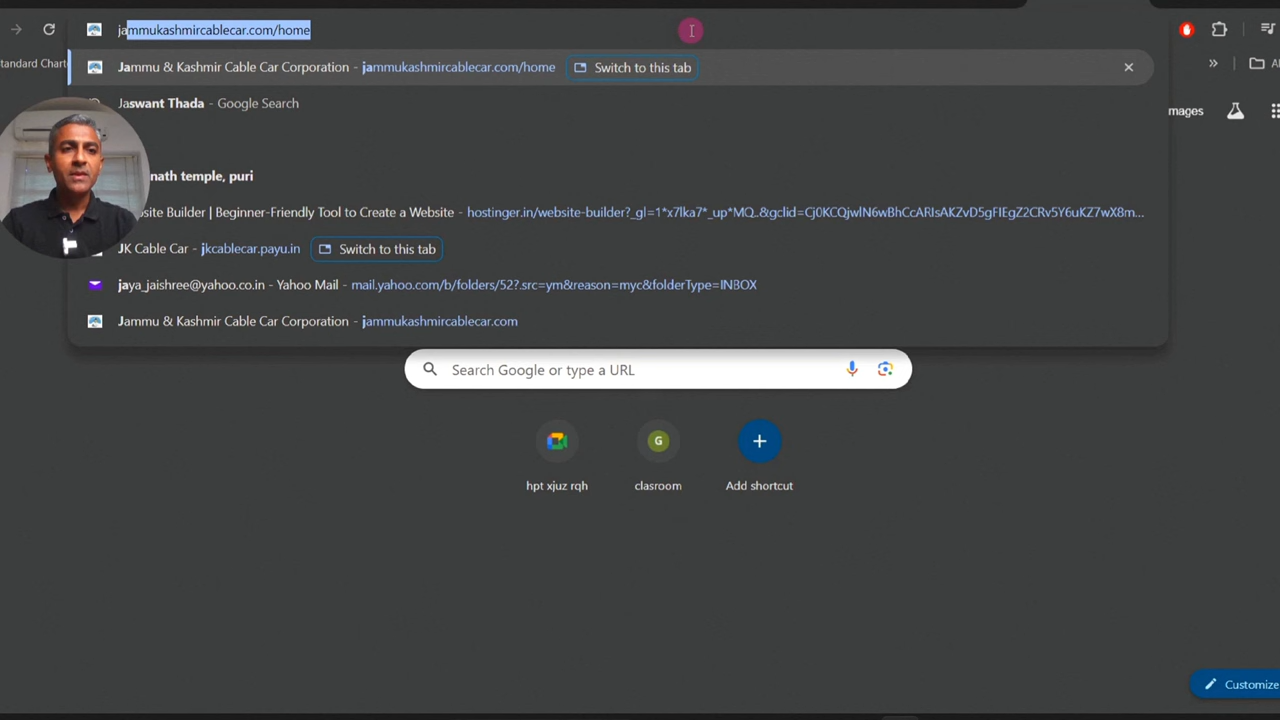 jammukashmircablecar.com/home
Jammu & Kashmir Cable Car Corporation - jammukashmircablecar.com/home Switch to this tab
tandard Chart
Jaswant Thada - Google Search
mages
nath temple, puri
site Builder | Beginner-Friendly Tool to Create a Website - hostinger.in/website-builder?_gl=1*x7lka7*_up*MQ..&gclid=Cj0KCQjwlN6wBhCcARIsAKZvD5gFIEgZ2CRv5Y6uKZ7wX8m...
JK Cable Car - jkcablecar.payu.in Switch to this tab
jaya_jaishree@yahoo.co.in - Yahoo Mail - mail.yahoo.com/b/folders/52?.src=ym&reason=myc&folderType=INBOX
Jammu & Kashmir Cable Car Corporation - jammukashmircablecar.com
Search Google or type a URL
G
hpt xjuz rqh clasroom Add shortcut
Customize